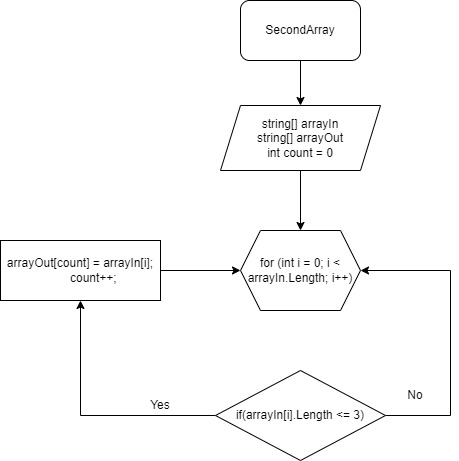 SecondArray
string[] arrayIn
string[] arrayOut
int count = 0
for (int i = 0; i <
arrayIn.Length; i++)
arrayOut[count] = arrayIn[i];
count++;
if(arrayIn[i].Length <= 3)
Yes
No